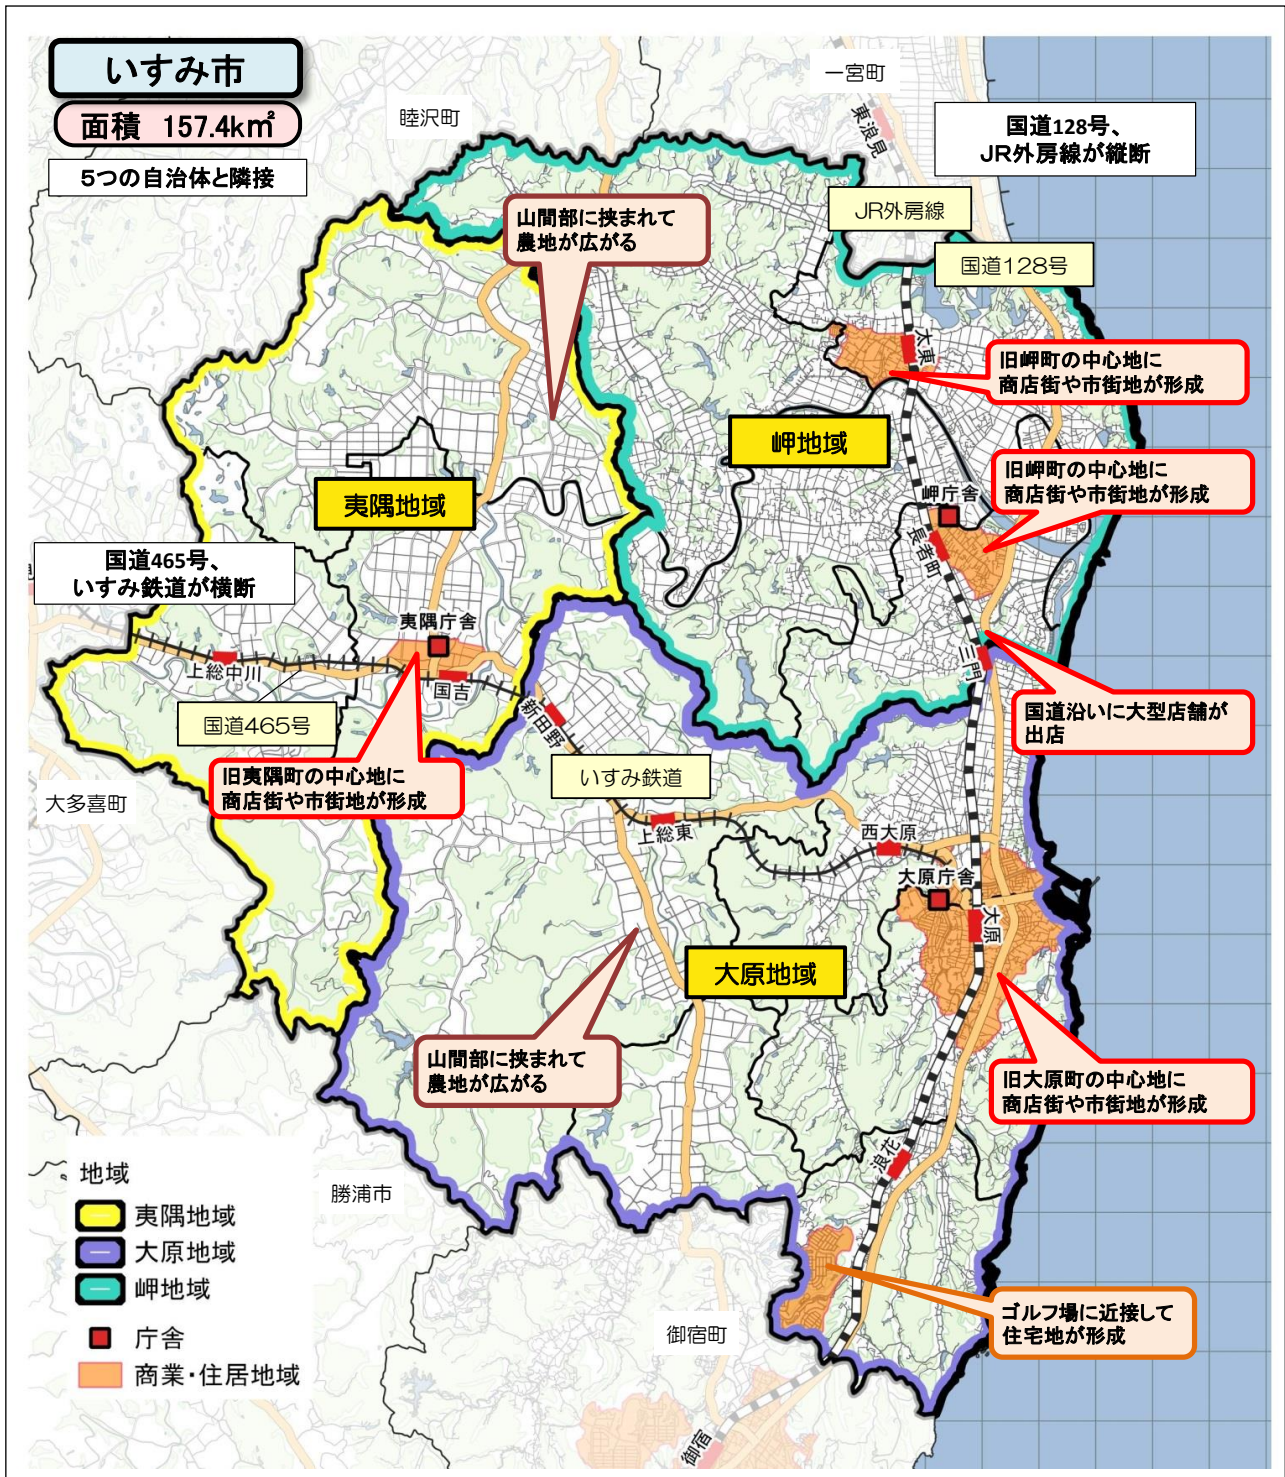 いすみ市
面積 157.4k㎡
5つの自治体と隣接
一宮町
睦沢町
東浪見
国道128号、
JR外房線が縦断
JR外房線
国道128号
山間部に挟まれて
農地が広がる
太東
旧岬町の中心地に
商店街や市街地が形成
岬地域
旧岬町の中心地に
商店街や市街地が形成
岬庁舎
長者町
夷隅地域
国道465号、
いすみ鉄道が横断
夷隅庁舎
上総中川
国吉
国道465号
新田野
三門
国道沿いに大型店舗が
出店
旧夷隅町の中心地に
商店街や市街地が形成
いすみ鉄道
大多喜町
上総東
西大原
大原庁舎
大原
大原地域
山間部に挟まれて
農地が広がる
旧大原町の中心地に
商店街や市街地が形成
浪花
勝浦市
地域
夷隅地域
大原地域
岬地域
庁舎
商業・住居地域
ゴルフ場に近接して
住宅地が形成
御宿町
御宿